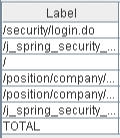 Label
/security/login.do
/j_spring_security_...
/
/position/company/...
/position/company/...
/j_spring_security_...
TOTAL